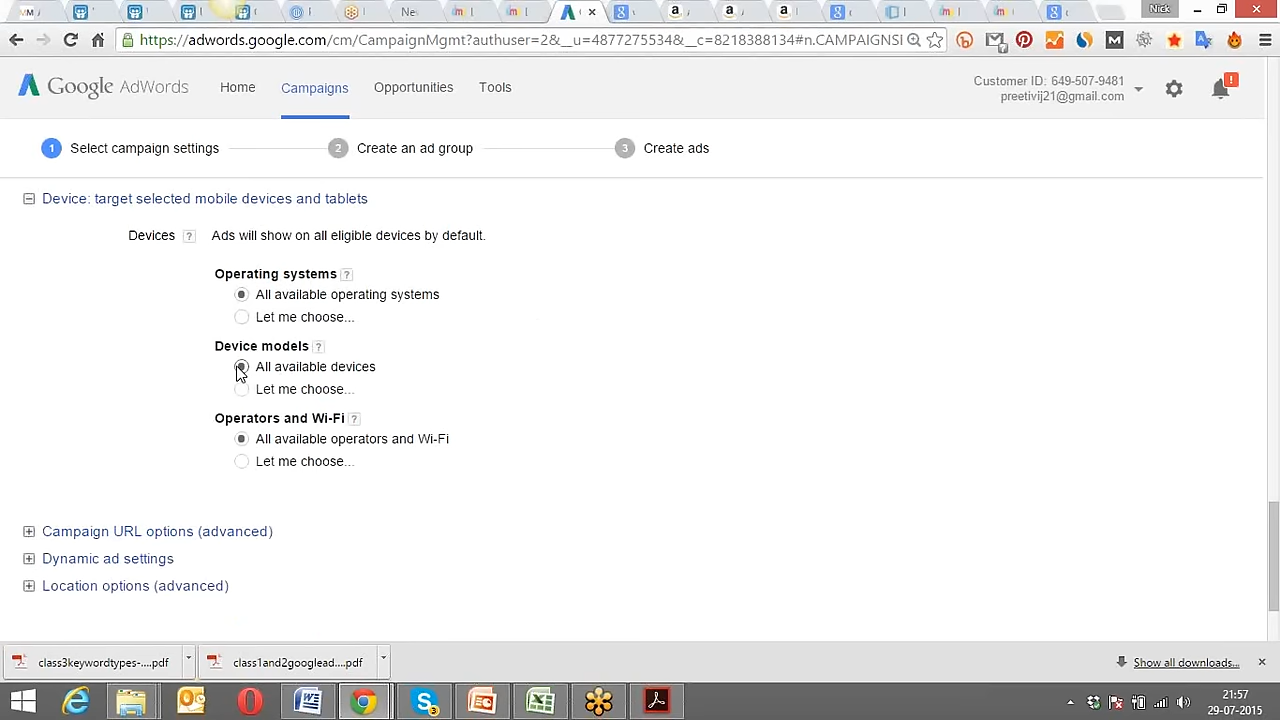 Nick
https://adwords.google.com/cm/CampaignMgmt?authuser=2&__u=4877275534&__c=8218388134#n.CAMPAIGNSI
Google AdWords
Home
Campaigns
Opportunities
Tools
Customer ID: 649-507-9481
preetivij21@gmail.com
1 Select campaign settings
2 Create an ad group
3 Create ads
Device: target selected mobile devices and tablets
Devices ? Ads will show on all eligible devices by default.
Operating systems ?
All available operating systems
Let me choose...
Device models ?
All available devices
Let me choose...
Operators and Wi-Fi ?
All available operators and Wi-Fi
Let me choose...
Campaign URL options (advanced)
Dynamic ad settings
Location options (advanced)
class3keywordtypes-....pdf
class1and2googlead....pdf
Show all downloads...
21:57
29-07-2015